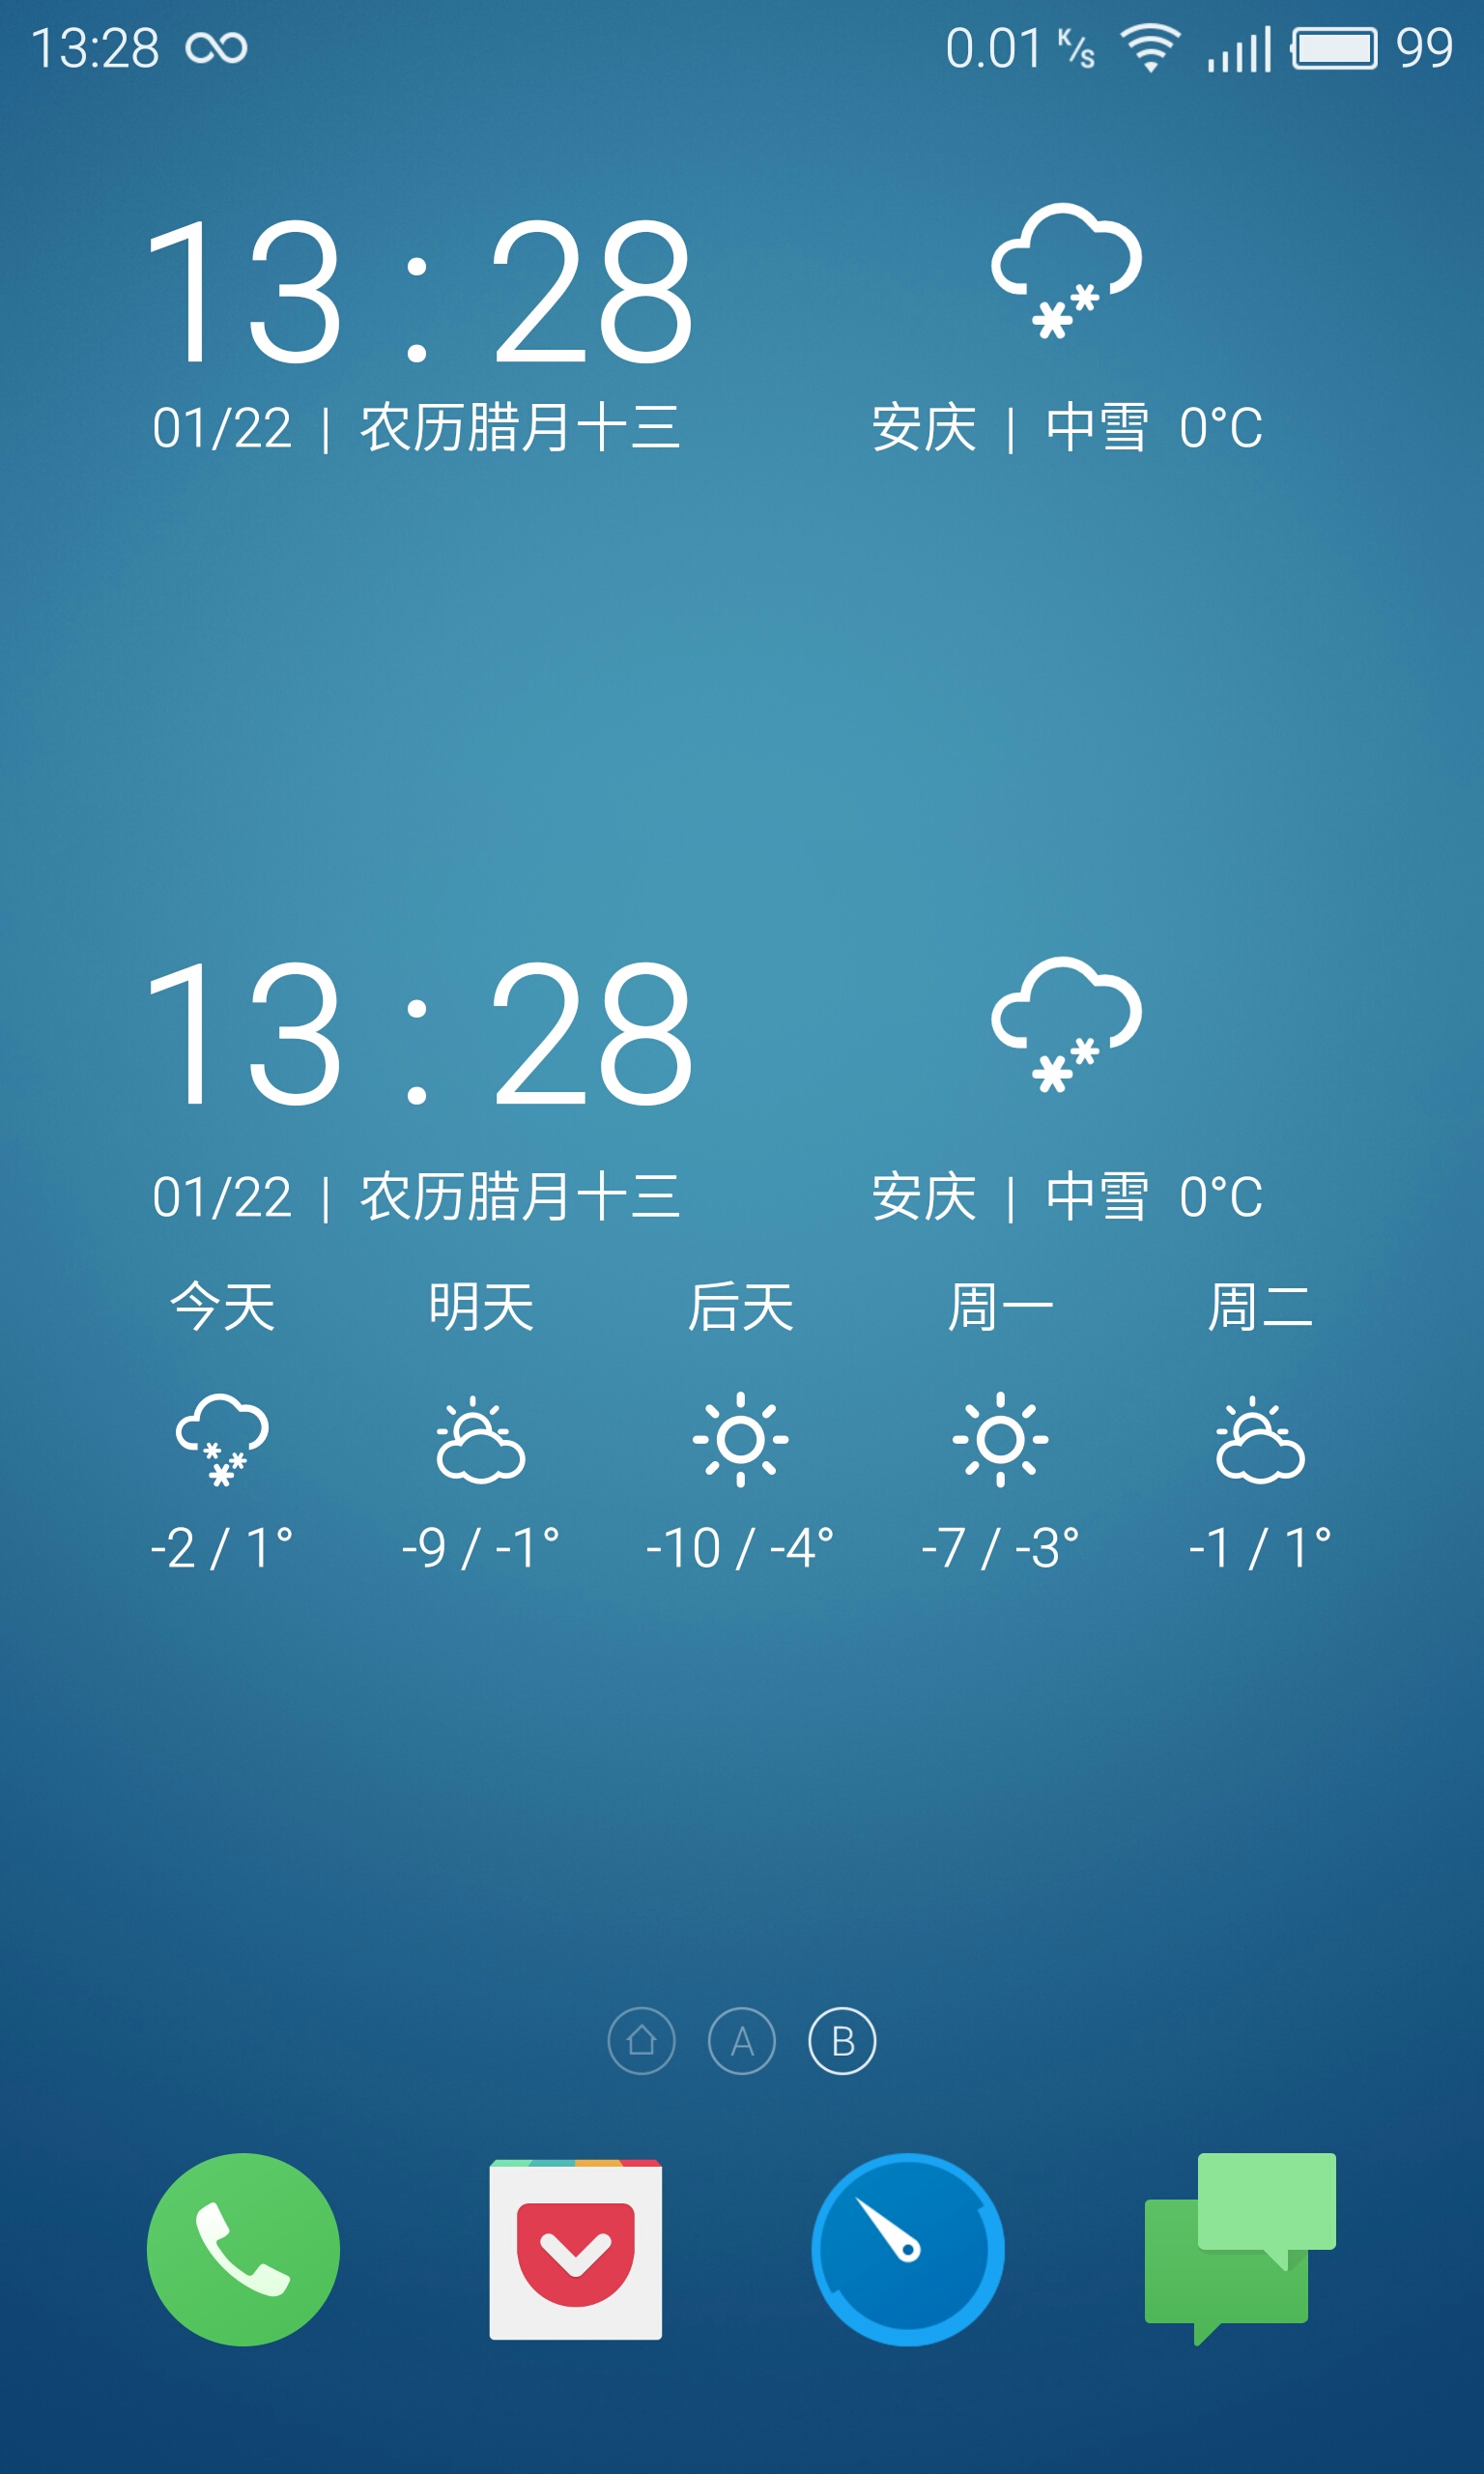 13:28 0.01 K/s 99
13 : 28
01/22 | 农历腊月十三 安庆 | 中雪 0°C
13 : 28
01/22 | 农历腊月十三 安庆 | 中雪 0°C
今天 明天 后天 周一 周二
-2 / 1° -9 / -1° -10 / -4° -7 / -3° -1 / 1°
A B